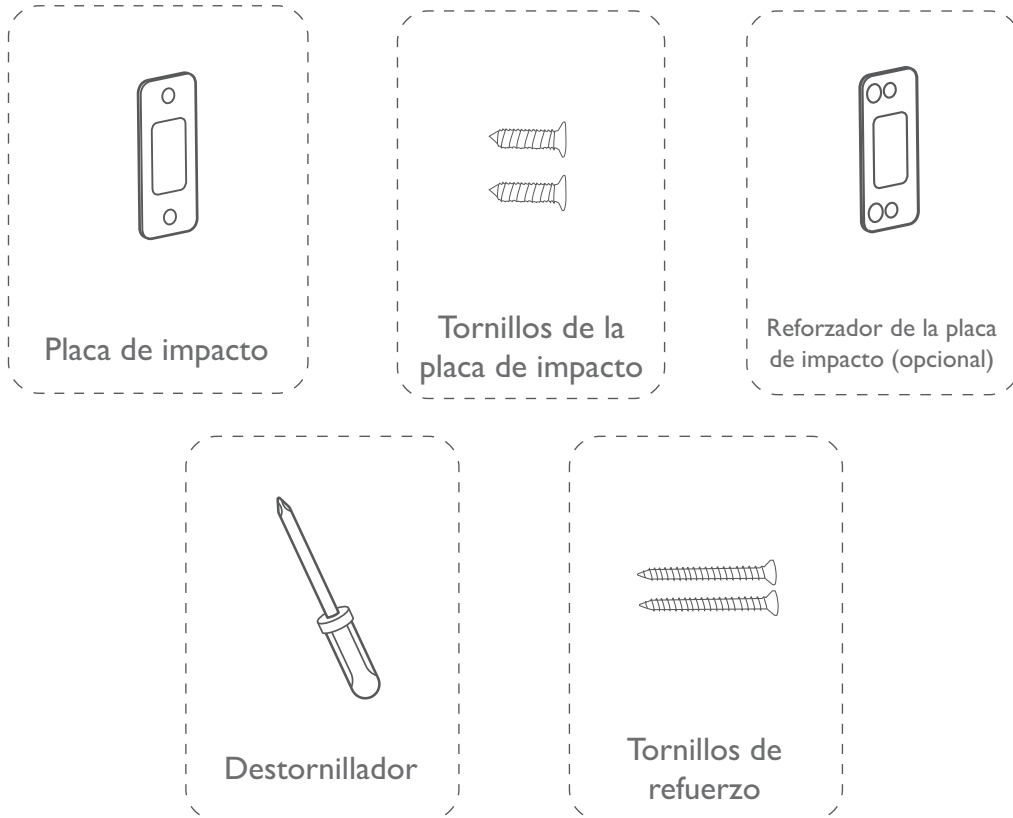 Placa de impacto
Tornillos de la
placa de impacto
Reforzador de la placa
de impacto (opcional)
Destornillador
Tornillos de
refuerzo